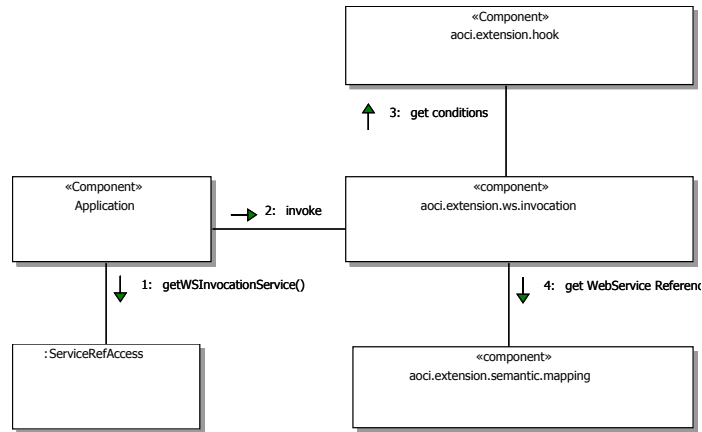 «Component»
aoci.extension.hook
3: get conditions
«Component»
Application
2: invoke
«component»
aoci.extension.ws.invocation
1: getWSInvocationService()
4: get WebService
:ServiceRefAccess
«component»
aoci.extension.semantic.mapping